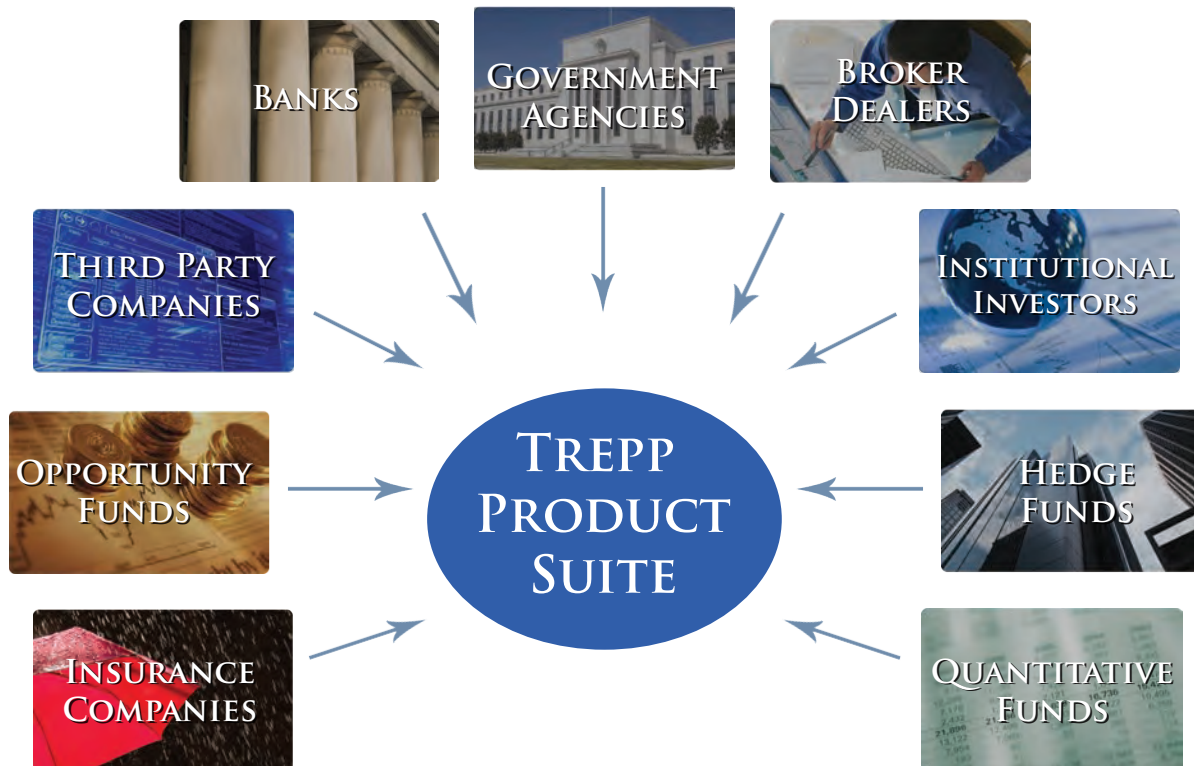 BANKS
GOVERNMENT
AGENCIES
BROKER
DEALERS
THIRD PARTY
COMPANIES
INSTITUTIONAL
INVESTORS
OPPORTUNITY
FUNDS
TREPP
PRODUCT
SUITE
HEDGE
FUNDS
INSURANCE
COMPANIES
QUANTITATIVE
FUNDS